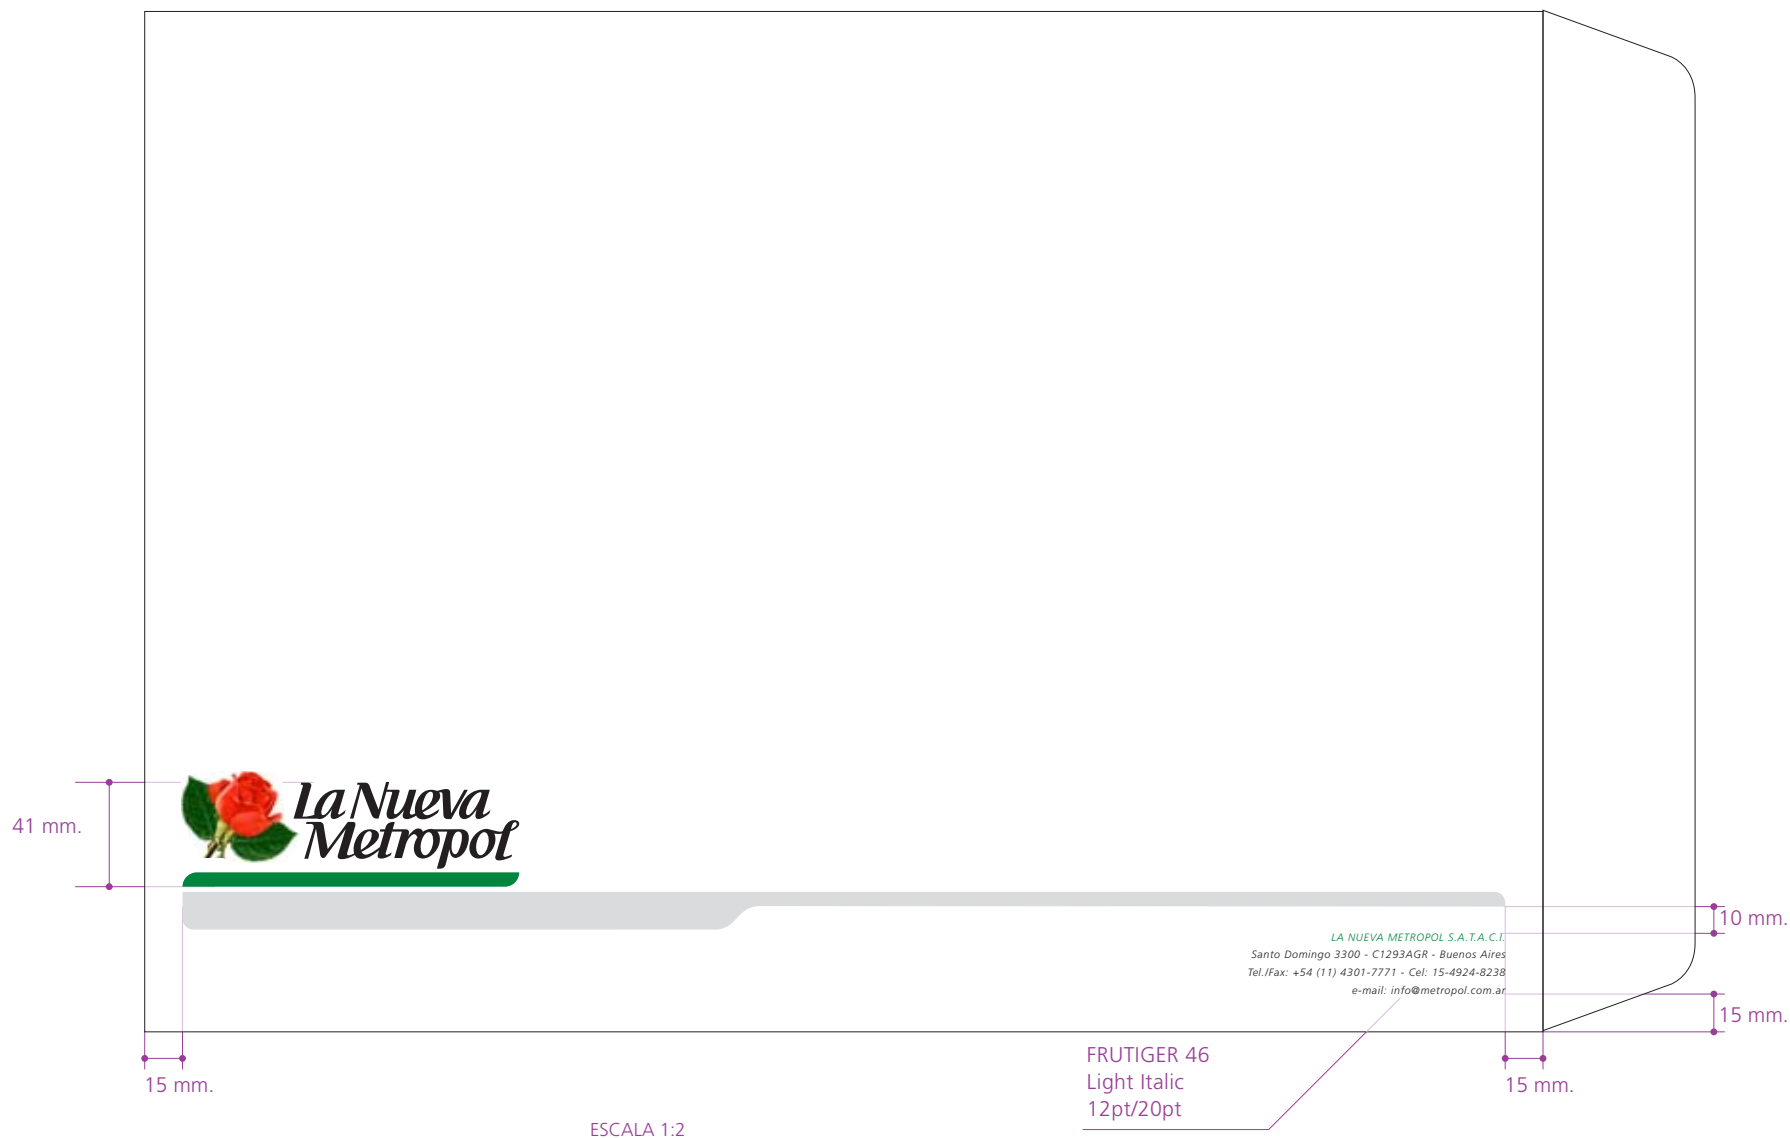 La Nueva
Metropol
41 mm.
10 mm.
LA NUEVA METROPOL S.A.T.A.C.I.
Santo Domingo 3300 - C1293AGR - Buenos Aires
Tel./Fax: +54 (11) 4301-7771 - Cel: 15-4924-8238
e-mail: info@metropol.com.ar
15 mm.
15 mm.
FRUTIGER 46
Light Italic
12pt/20pt
15 mm.
ESCALA 1:2